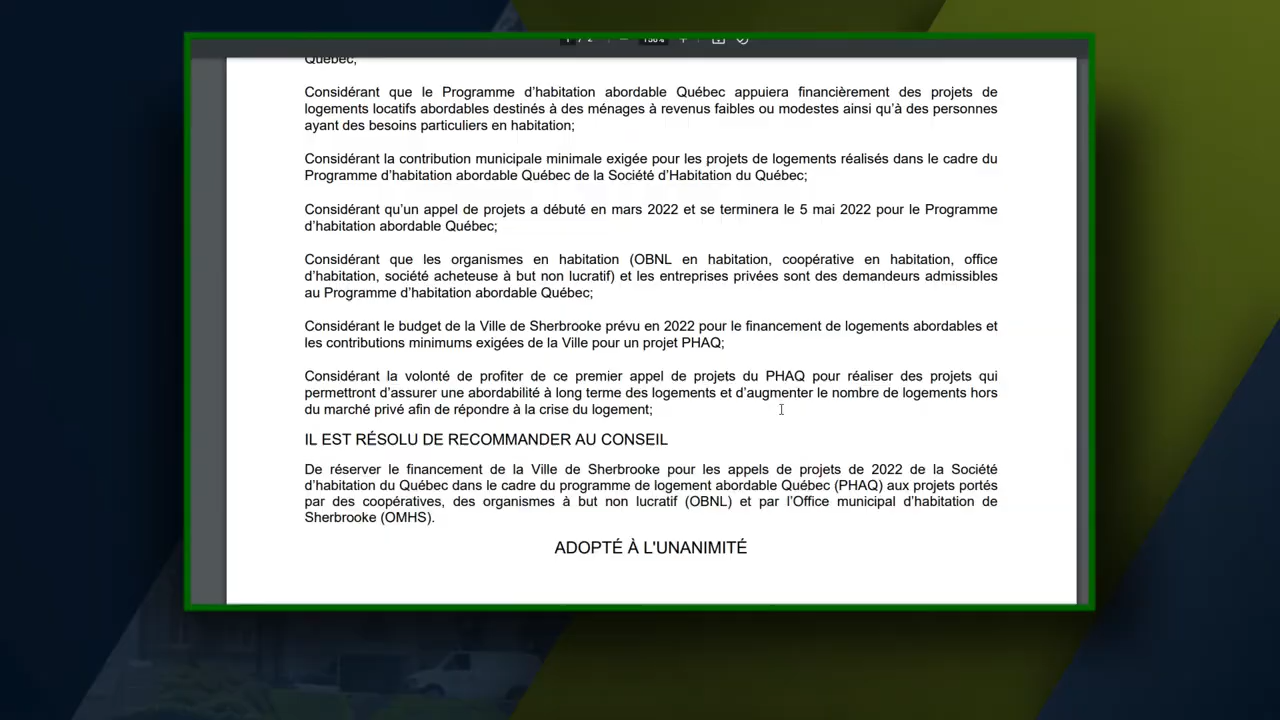 Québec;
Considérant que le Programme d’habitation abordable Québec appuiera financièrement des projets de
logements locatifs abordables destinés à des ménages à revenus faibles ou modestes ainsi qu’à des personnes
ayant des besoins particuliers en habitation;
Considérant la contribution municipale minimale exigée pour les projets de logements réalisés dans le cadre du
Programme d’habitation abordable Québec de la Société d’Habitation du Québec;
Considérant qu’un appel de projets a débuté en mars 2022 et se terminera le 5 mai 2022 pour le Programme
d’habitation abordable Québec;
Considérant que les organismes en habitation (OBNL en habitation, coopérative en habitation, office
d’habitation, société acheteuse à but non lucratif) et les entreprises privées sont des demandeurs admissibles
au Programme d’habitation abordable Québec;
Considérant le budget de la Ville de Sherbrooke prévu en 2022 pour le financement de logements abordables et
les contributions minimums exigées de la Ville pour un projet PHAQ;
Considérant la volonté de profiter de ce premier appel de projets du PHAQ pour réaliser des projets qui
permettront d’assurer une abordabilité à long terme des logements et d’augmenter le nombre de logements hors
du marché privé afin de répondre à la crise du logement;
IL EST RÉSOLU DE RECOMMANDER AU CONSEIL
De réserver le financement de la Ville de Sherbrooke pour les appels de projets de 2022 de la Société
d’habitation du Québec dans le cadre du programme de logement abordable Québec (PHAQ) aux projets portés
par des coopératives, des organismes à but non lucratif (OBNL) et par l’Office municipal d’habitation de
Sherbrooke (OMHS).
ADOPTÉ À L'UNANIMITÉ